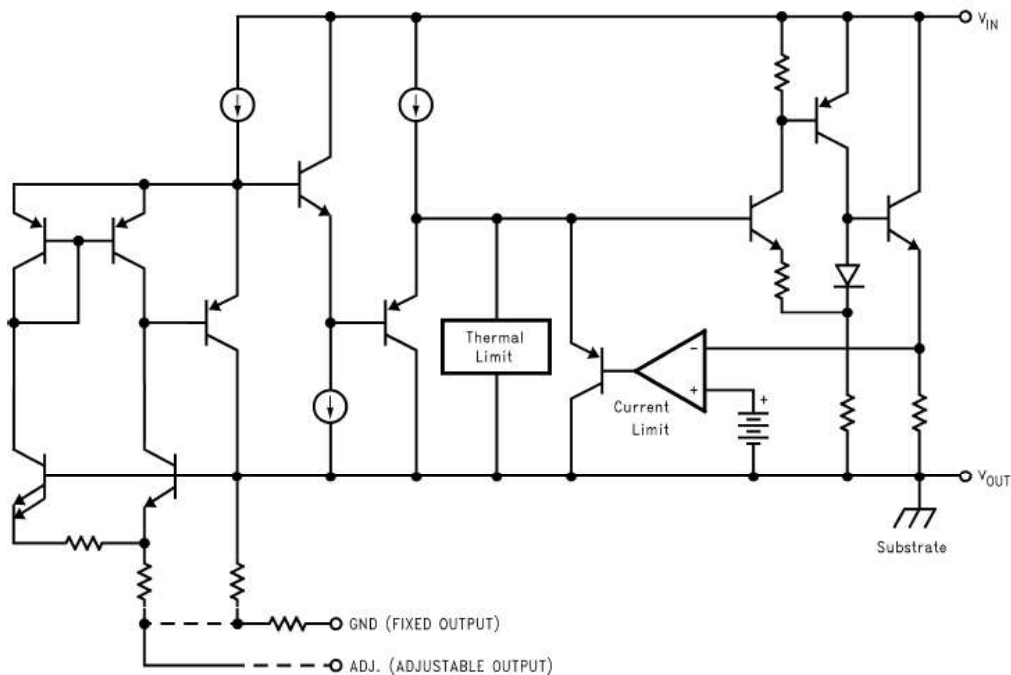 VIN
Thermal
Limit
-
+
+
Current
Limit
VOUT
Substrate
GND (FIXED OUTPUT)
ADJ. (ADJUSTABLE OUTPUT)